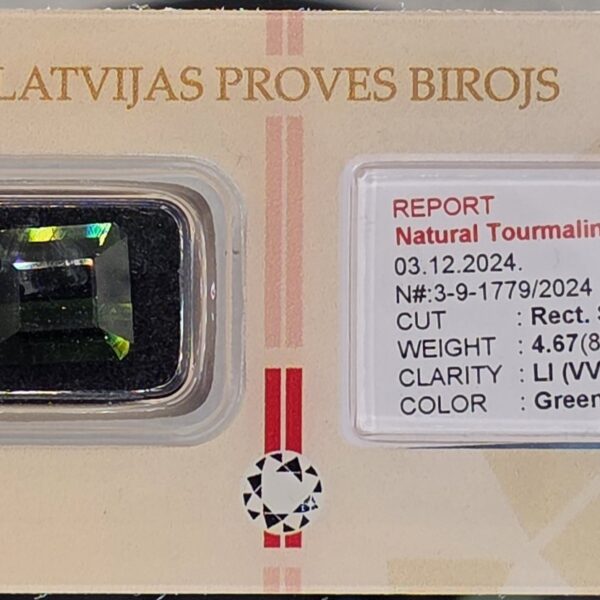 LATVIJAS PROVES BIROJS
REPORT
Natural Tourmalin
03.12.2024.
N#:3-9-1779/2024
CUT : Rect.
WEIGHT : 4.67(8
CLARITY : LI (VV
COLOR : Green